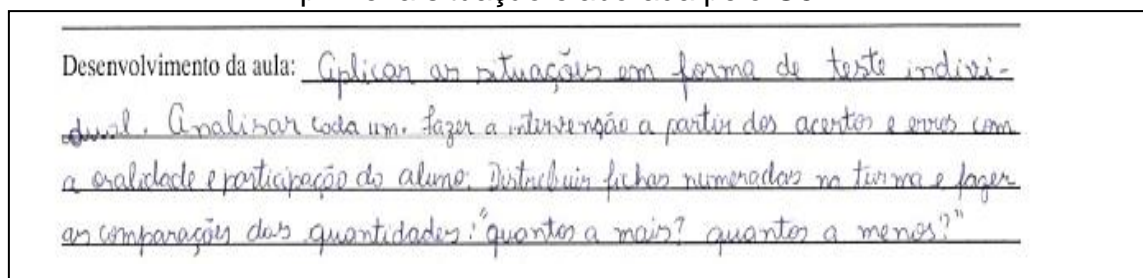 Desenvolvimento da aula: Aplicar as situações em forma de teste indivi-
dual. Analisar cada um. Fazer a intervenção a partir dos acertos e erros com
a oralidade e participação do aluno. Distribuir fichas numeradas na turma e fazer
as comparações das quantidades: "quantos a mais? quantos a menos?"